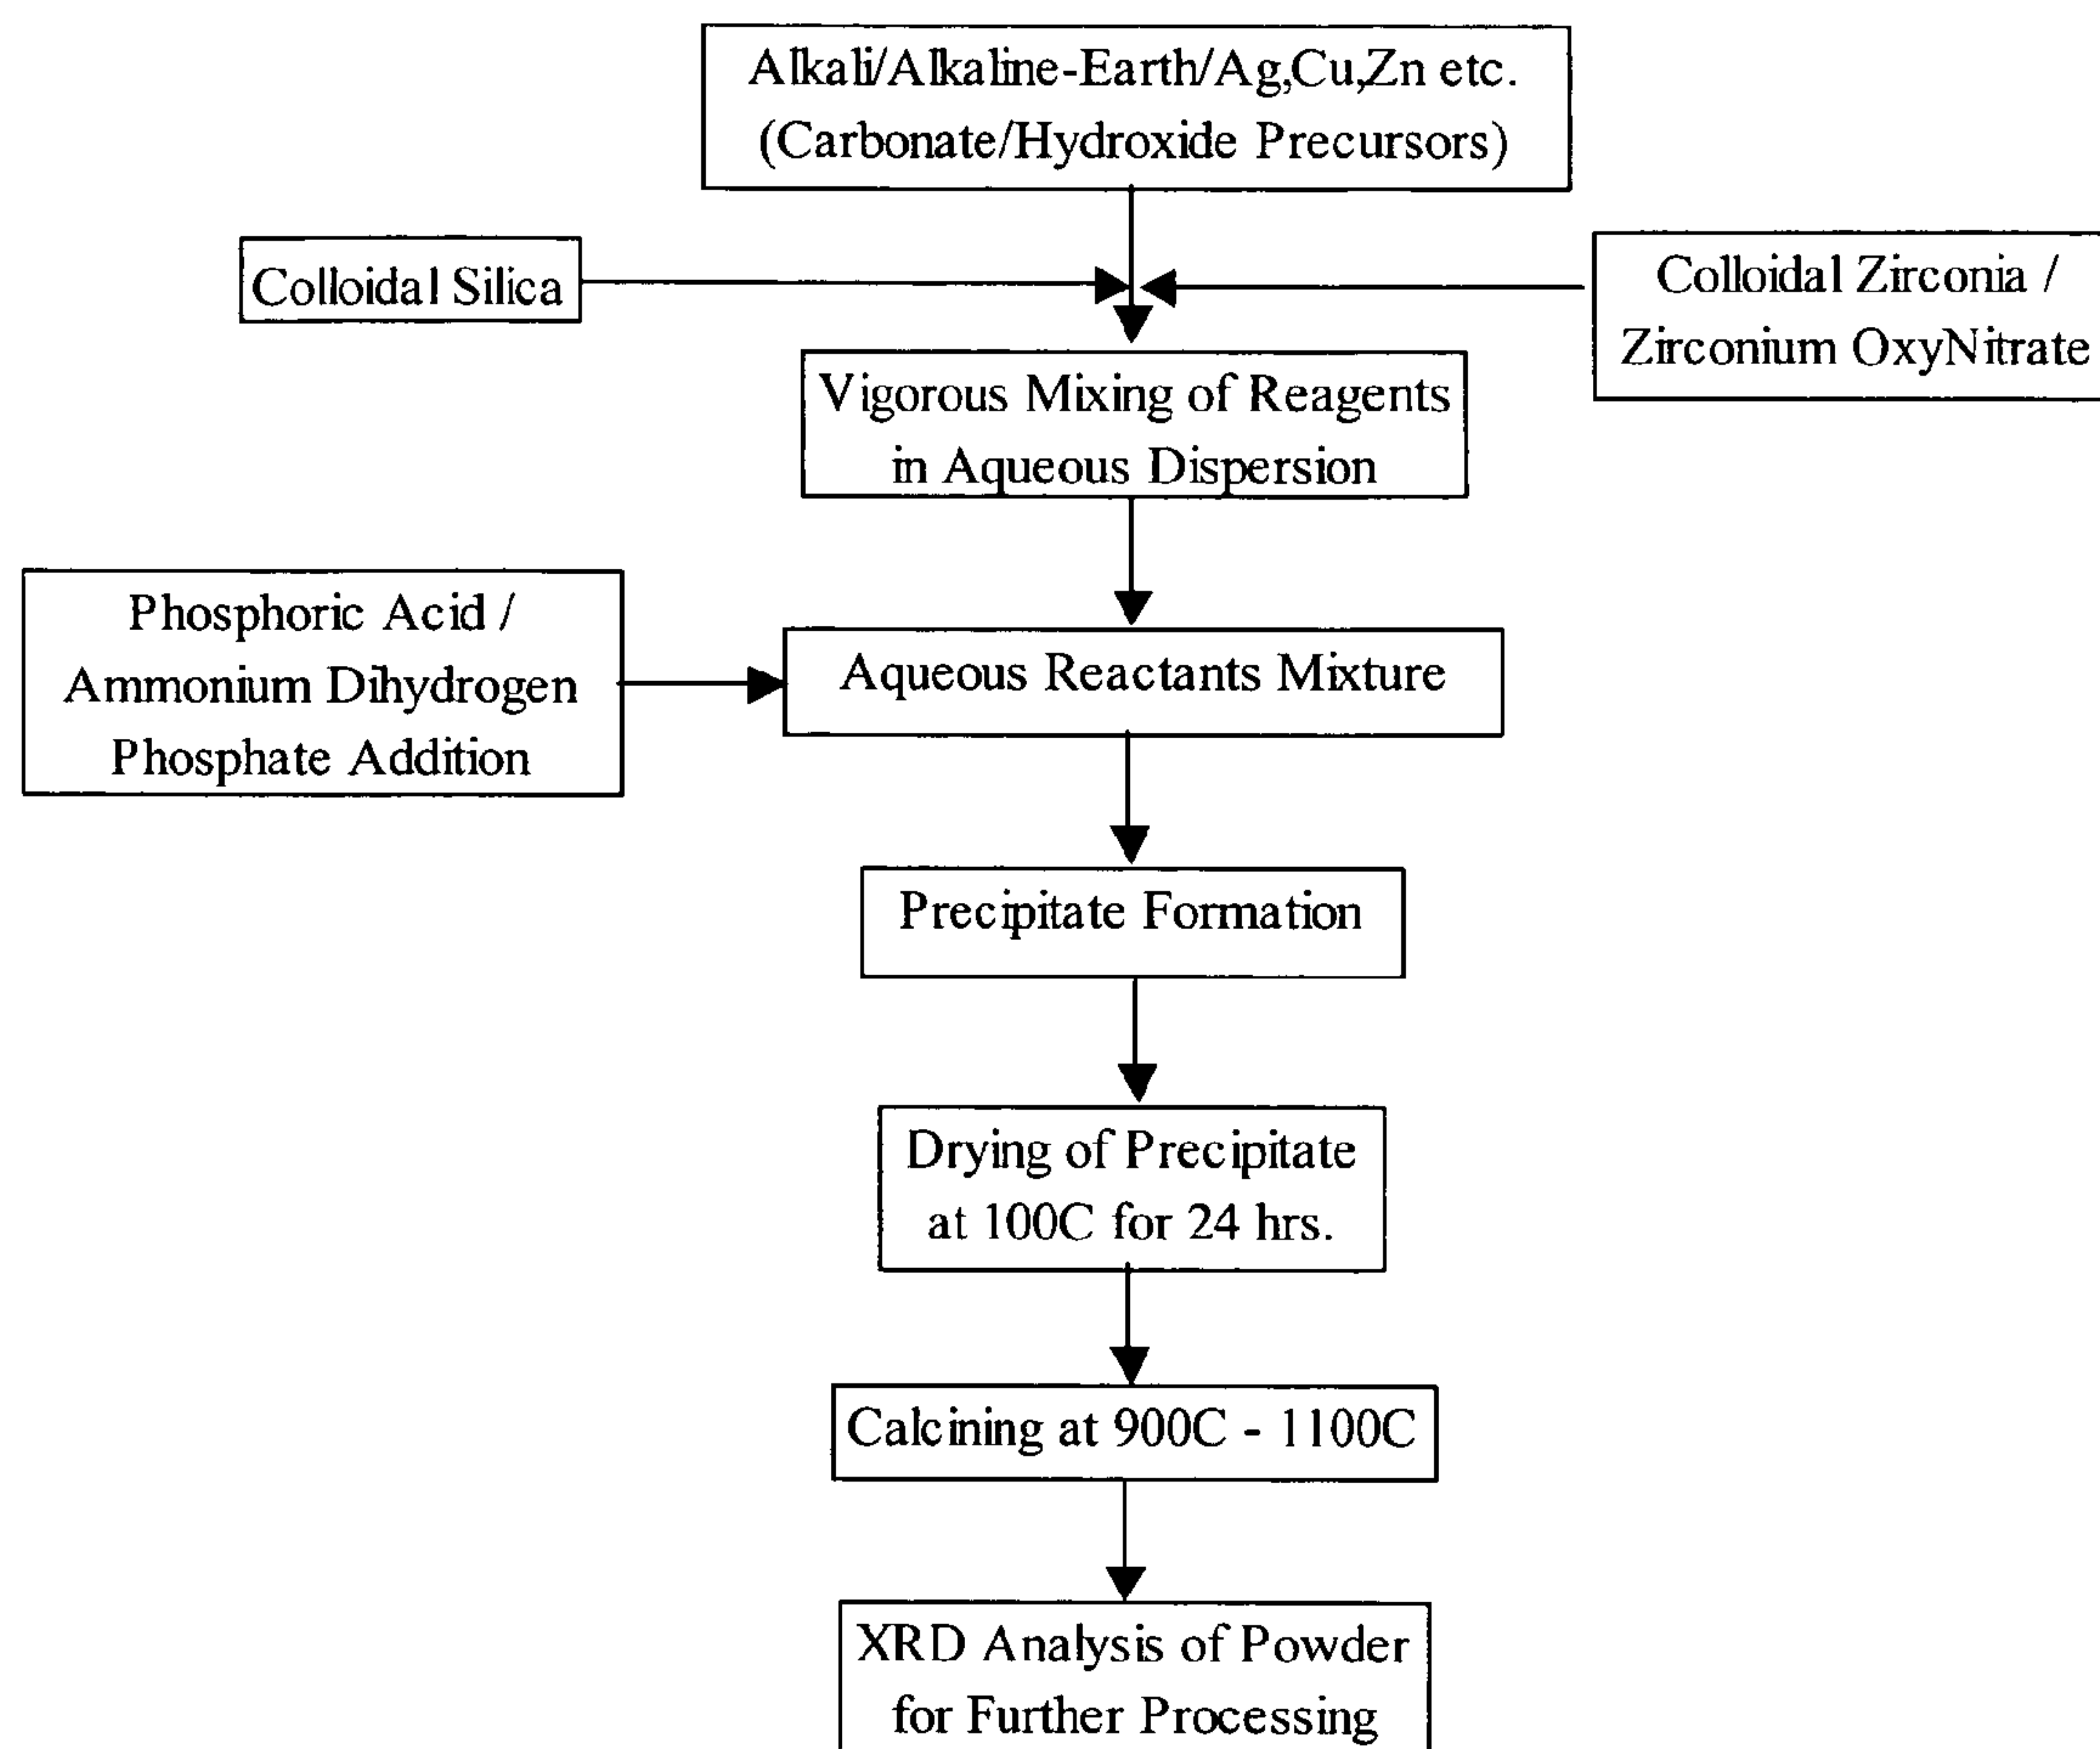 Alkali/Alkaline-Earth/Ag,Cu,Zn etc.
(Carbonate/Hydroxide Precursors)
Colloidal Silica
Colloidal Zirconia /
Zirconium OxyNitrate
Vigorous Mixing of Reagents
in Aqueous Dispersion
Phosphoric Acid /
Ammonium Dihydrogen
Phosphate Addition
Aqueous Reactants Mixture
Precipitate Formation
Drying of Precipitate
at 100C for 24 hrs.
Calcining at 900C - 1100C
XRD Analysis of Powder
for Further Processing